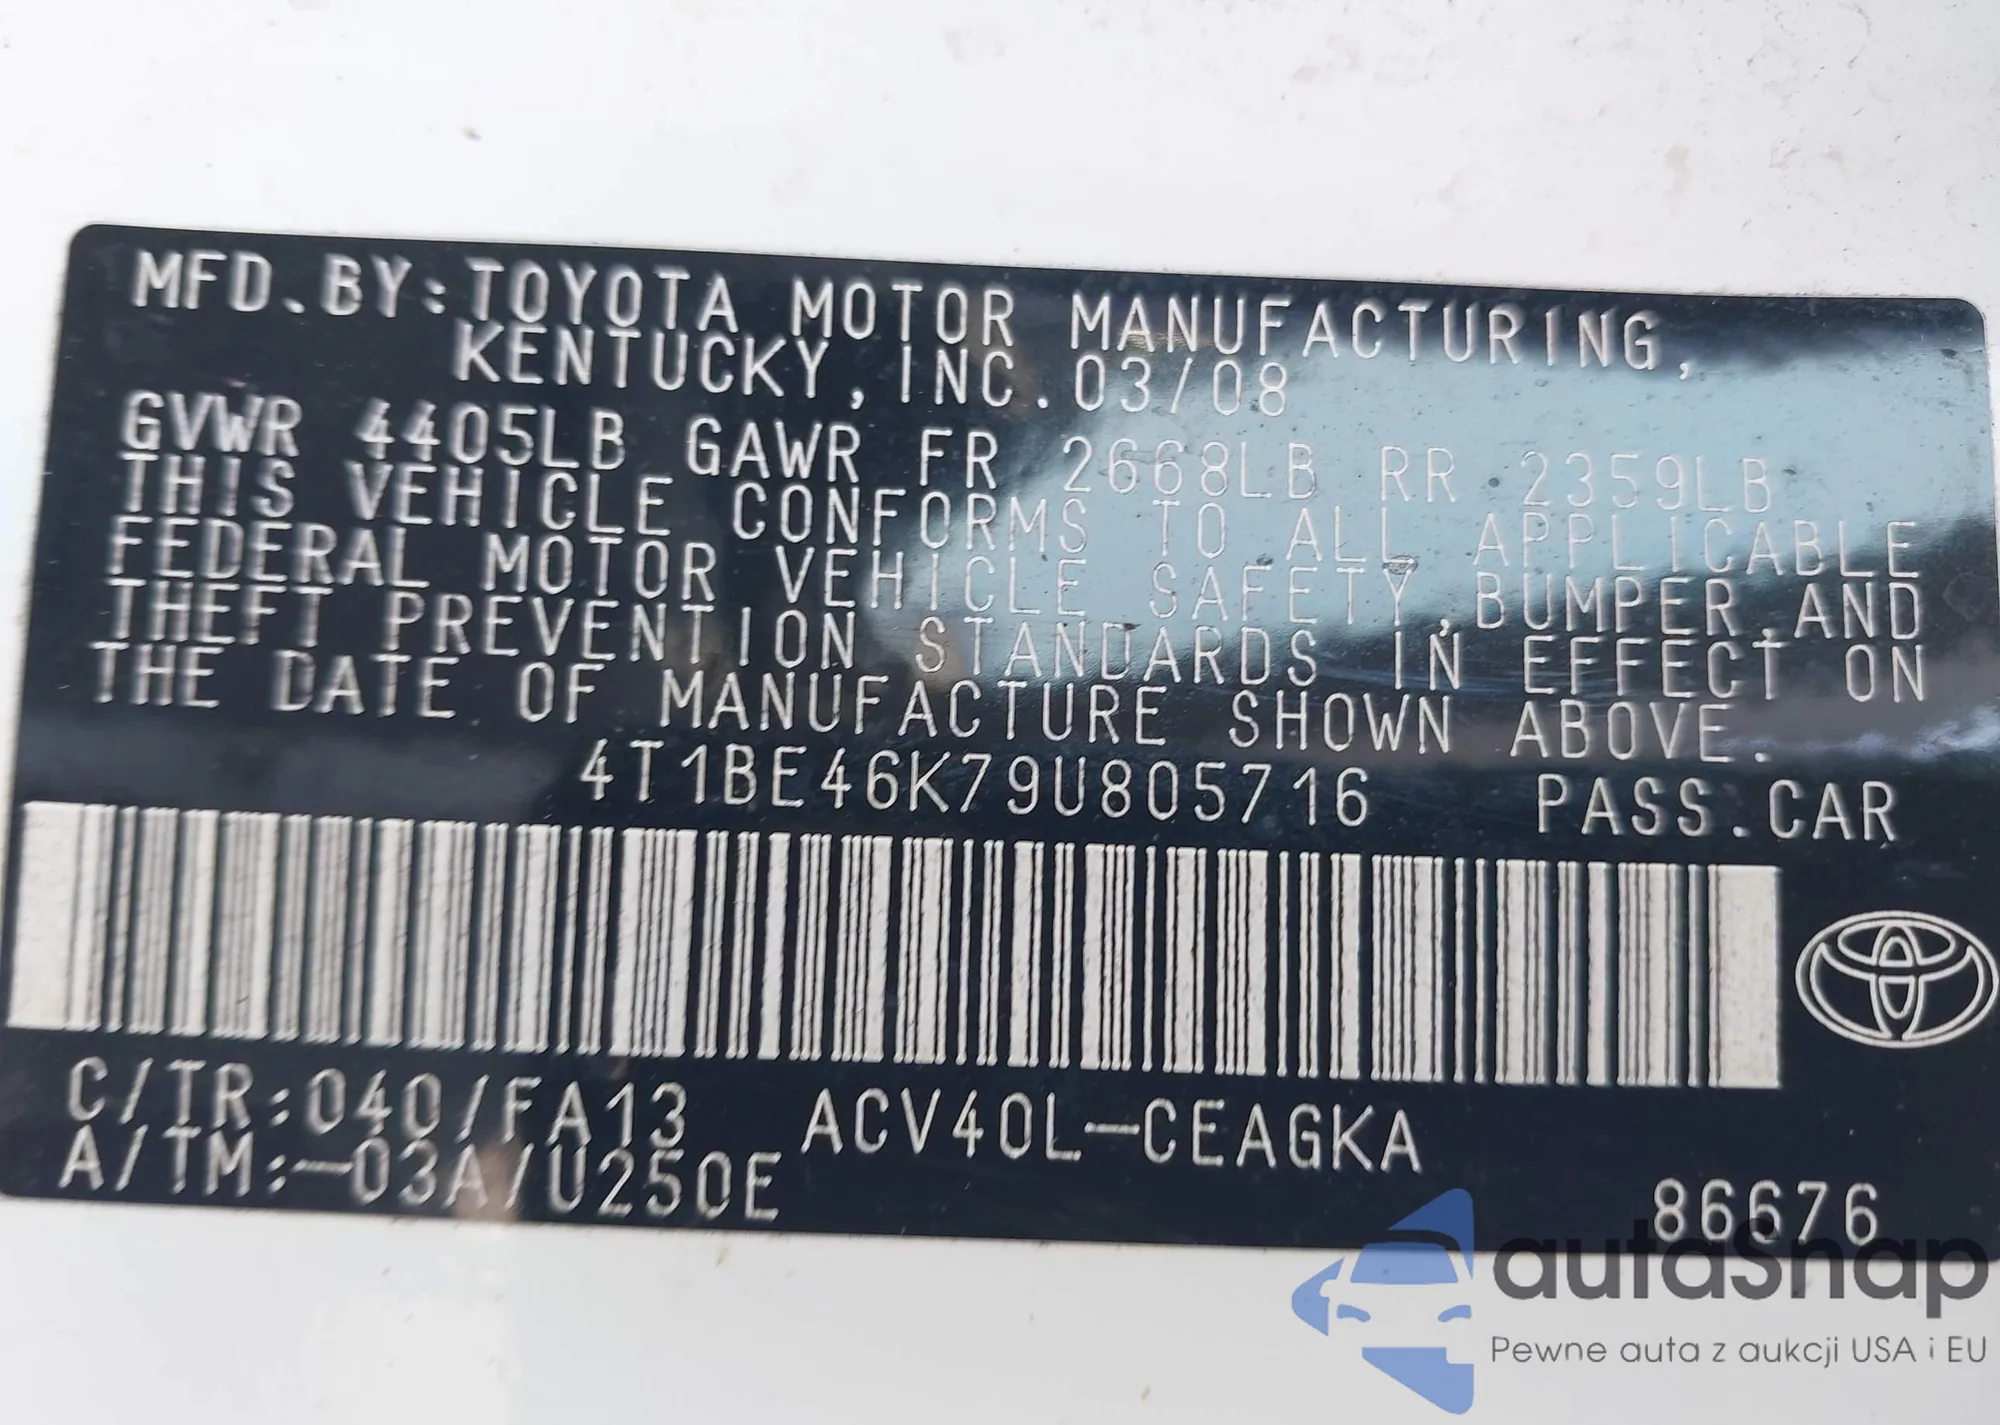 MFD.BY:TOYOTA MOTOR MANUFACTURING,
KENTUCKY,INC.03/08
GVWR 4405LB GAWR FR 2668LB RR 2359LB
THIS VEHICLE CONFORMS TO ALL APPLICABLE
FEDERAL MOTOR VEHICLE SAFETY,BUMPER,AND
THEFT PREVENTION STANDARDS IN EFFECT ON
THE DATE OF MANUFACTURE SHOWN ABOVE.
4T1BE46K79U805716 PASS.CAR
C/TR:040/FA13 ACV40L-CEAGKA
A/TM:-03A/U250E
86676
autaSnap
Pewne auta z aukcji USA i EU